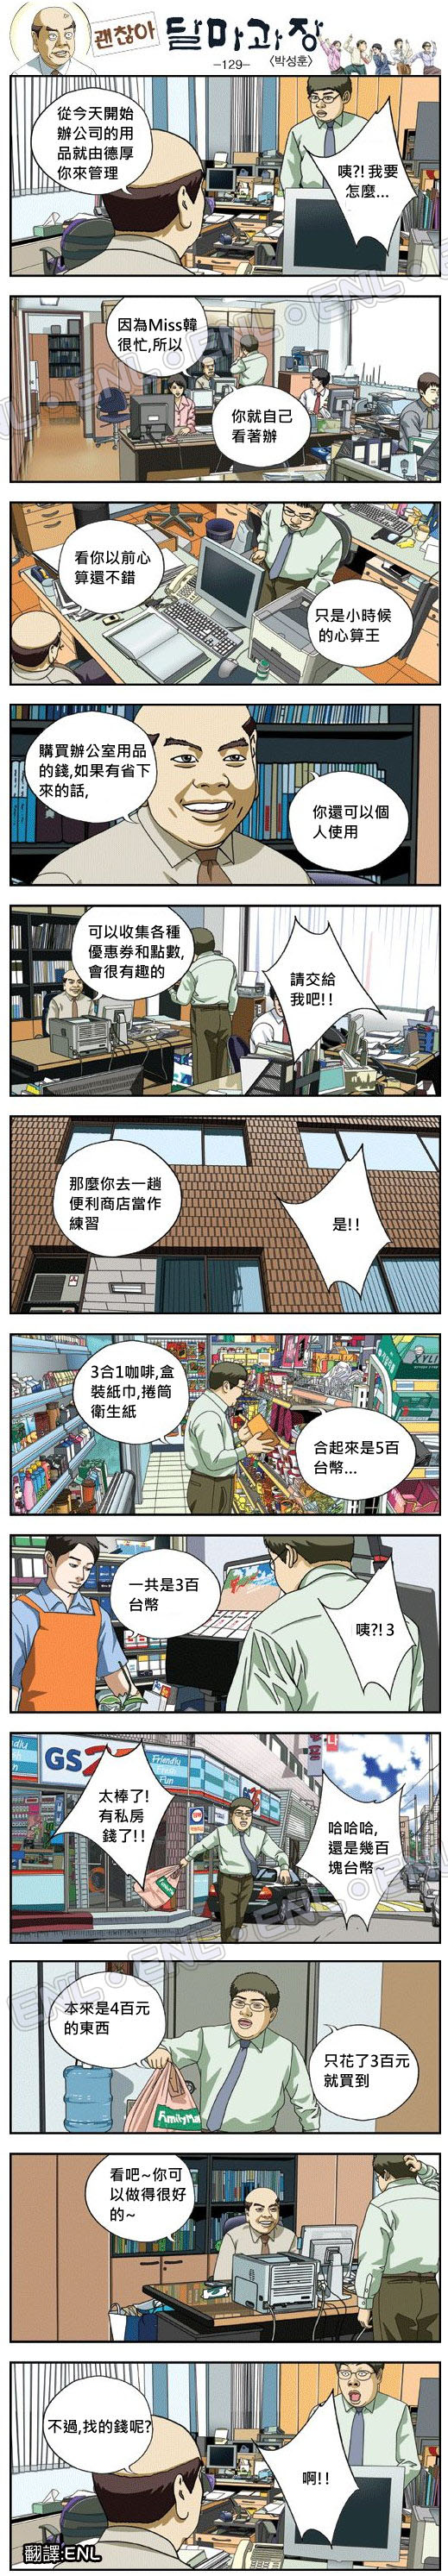 괜찮아
달마과장
-129-
〈박성훈〉
從今天開始
辦公司的用
品就由德厚
你來管理
咦?! 我要
怎麼...
因為Miss韓
很忙,所以
你就自己
看著辦
看你以前心
算還不錯
只是小時候
的心算王
購買辦公室用品
的錢,如果有省下
來的話,
你還可以個
人使用
可以收集各種
優惠券和點數,
會很有趣的
請交給
我吧!!
那麼你去一趟
便利商店當作
練習
是!!
3合1咖啡,盒
裝紙巾,捲筒
衛生紙
合起來是5百
台幣...
一共是3百
台幣
咦?! 3
GS25
Friendly
Fresh
Fun
太棒了!
有私房
錢了!!
哈哈哈,
還是幾百
塊台幣~
FamilyMart
本來是4百元
的東西
只花了3百元
就買到
FamilyMa
看吧~你可
以做得很好
的~
不過,找的錢呢?
啊!!
翻譯:ENL
ENL